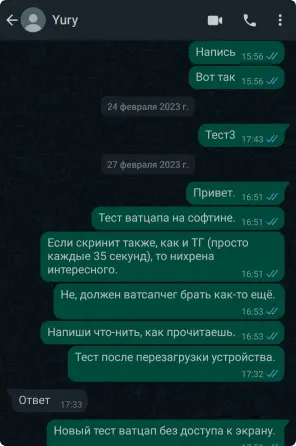 Yury
Напись
15:56
Вот так
15:56
24 февраля 2023 г.
Тест3
17:43
27 февраля 2023 г.
Привет.
16:51
Тест ватцапа на софтине.
16:51
Если скринит также, как и ТГ (просто
каждые 35 секунд), то нихрена
интересного.
16:51
Не, должен ватсапчег брать как-то ещё.
16:53
Напиши что-нить, как прочитаешь.
16:53
Тест после перезагрузки устройства.
17:32
Ответ
17:33
Новый тест ватцап без доступа к экрану.